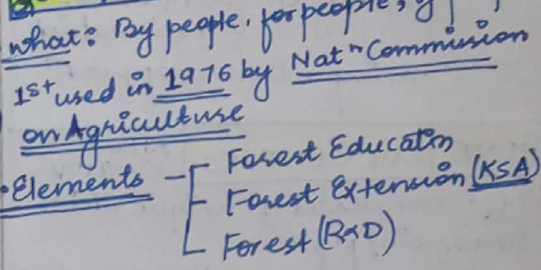 What: By people, for people,
1st used in 1976 by Natn Commission
on Agriculture
• Elements - Forest Educatn
Forest Extension (KSA)
Forest (R&D)